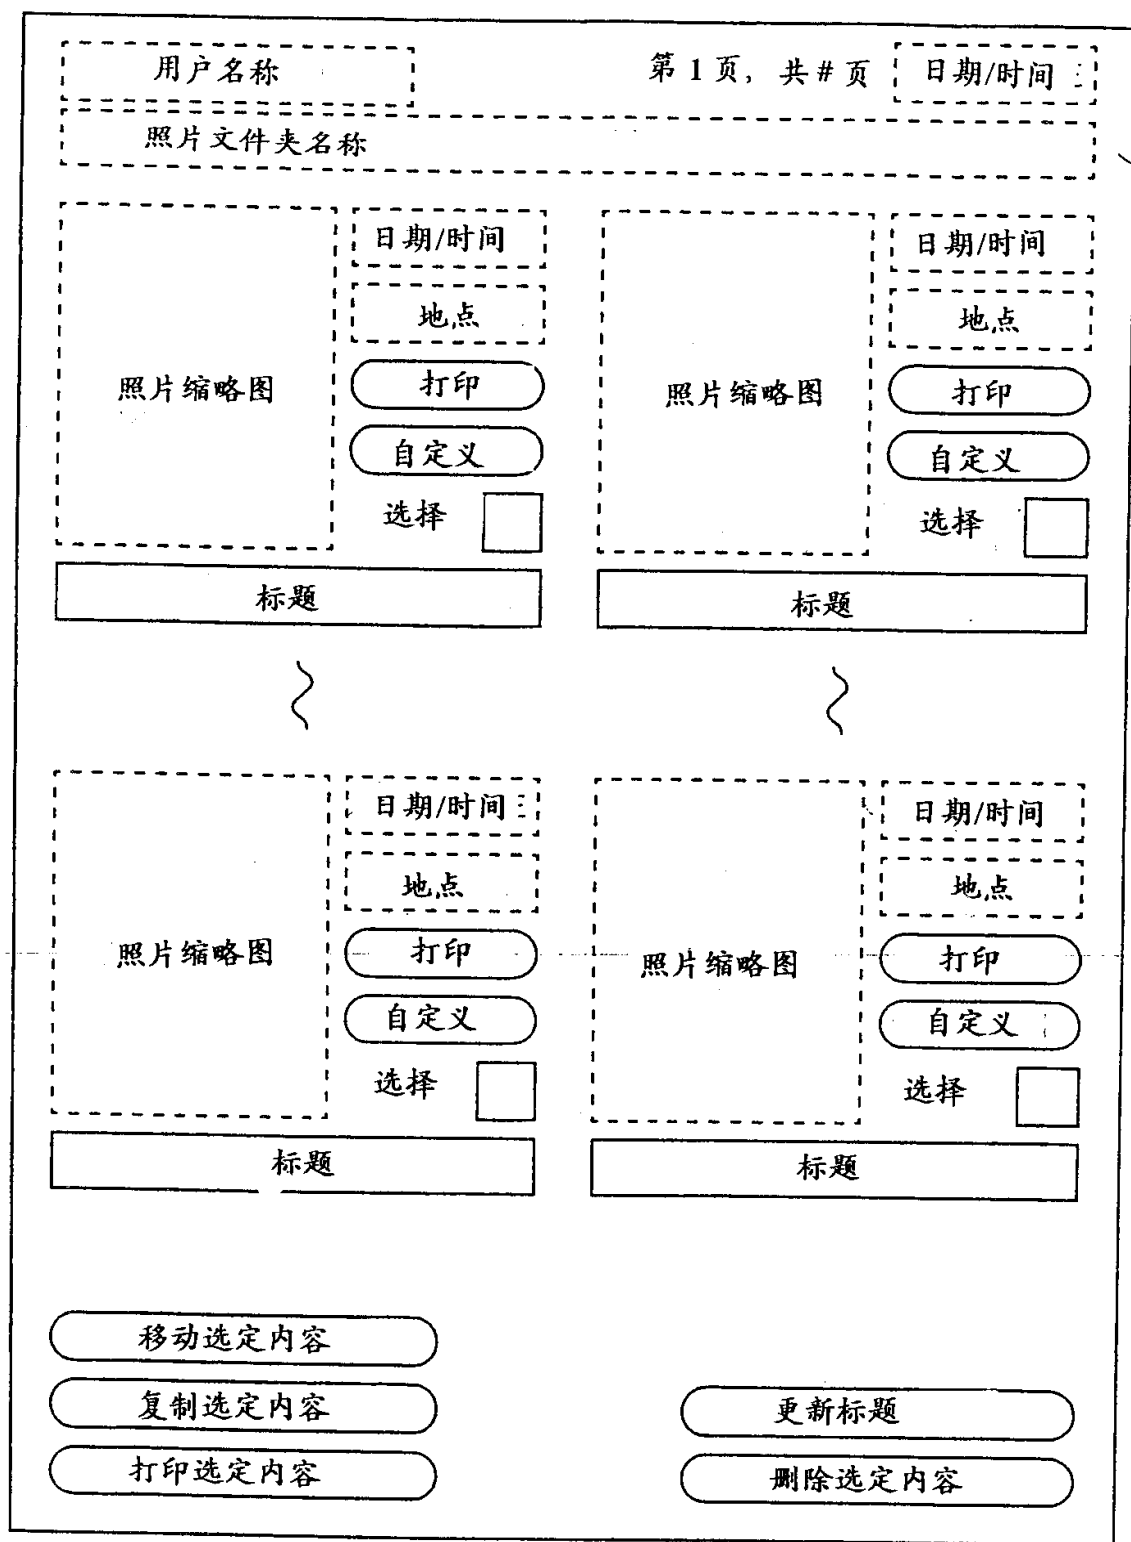 用户名称 第1页，共#页 日期/时间
照片文件夹名称
照片缩略图
日期/时间
地点
打印
自定义
选择
标题
照片缩略图
日期/时间
地点
打印
自定义
选择
标题
照片缩略图
日期/时间
地点
打印
自定义
选择
标题
照片缩略图
日期/时间
地点
打印
自定义
选择
标题
移动选定内容
复制选定内容
打印选定内容
更新标题
删除选定内容